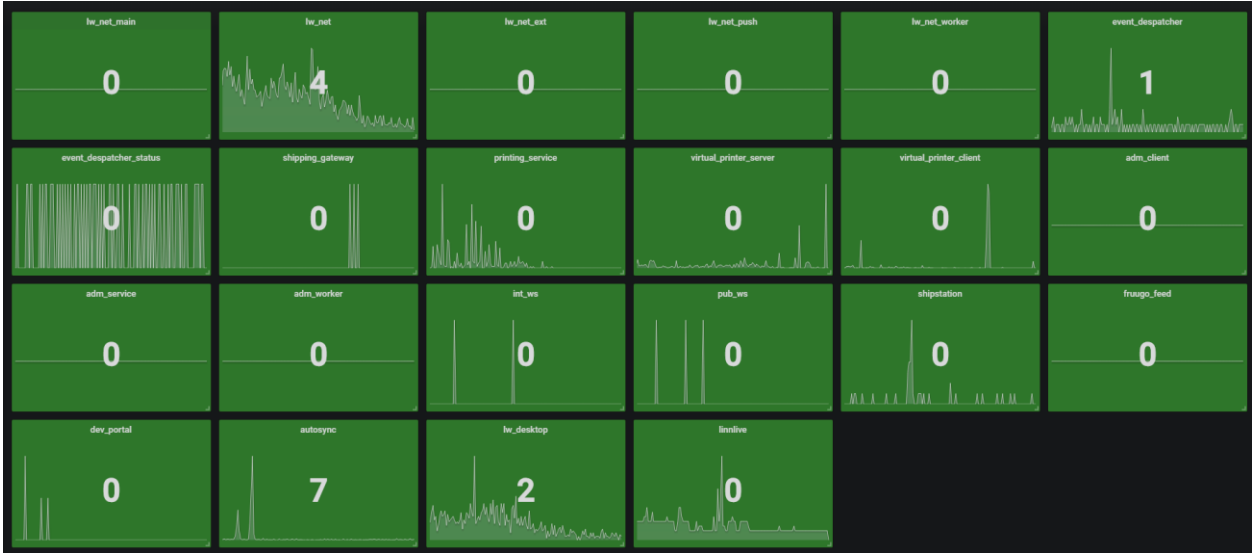 lw_net_main
0
lw_net
4
lw_net_ext
0
lw_net_push
0
lw_net_worker
0
event_despatcher
1
event_despatcher_status
0
shipping_gateway
0
printing_service
0
virtual_printer_server
0
virtual_printer_client
0
adm_client
0
adm_service
0
adm_worker
0
int_ws
0
pub_ws
0
shipstation
0
fruugo_feed
0
dev_portal
0
autosync
7
lw_desktop
2
linnlive
0